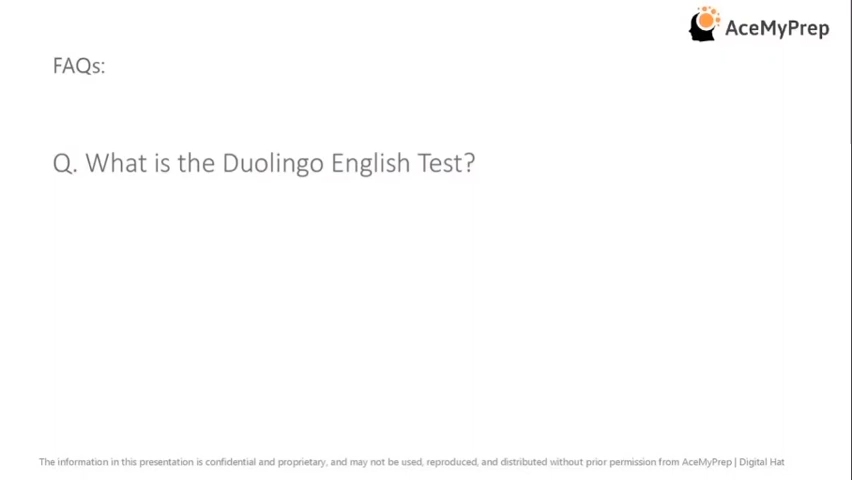 AceMyPrep
FAQs:
Q. What is the Duolingo English Test?
The information in this presentation is confidential and proprietary, and may not be used, reproduced, and distributed without prior permission from AceMyPrep | Digital Hat